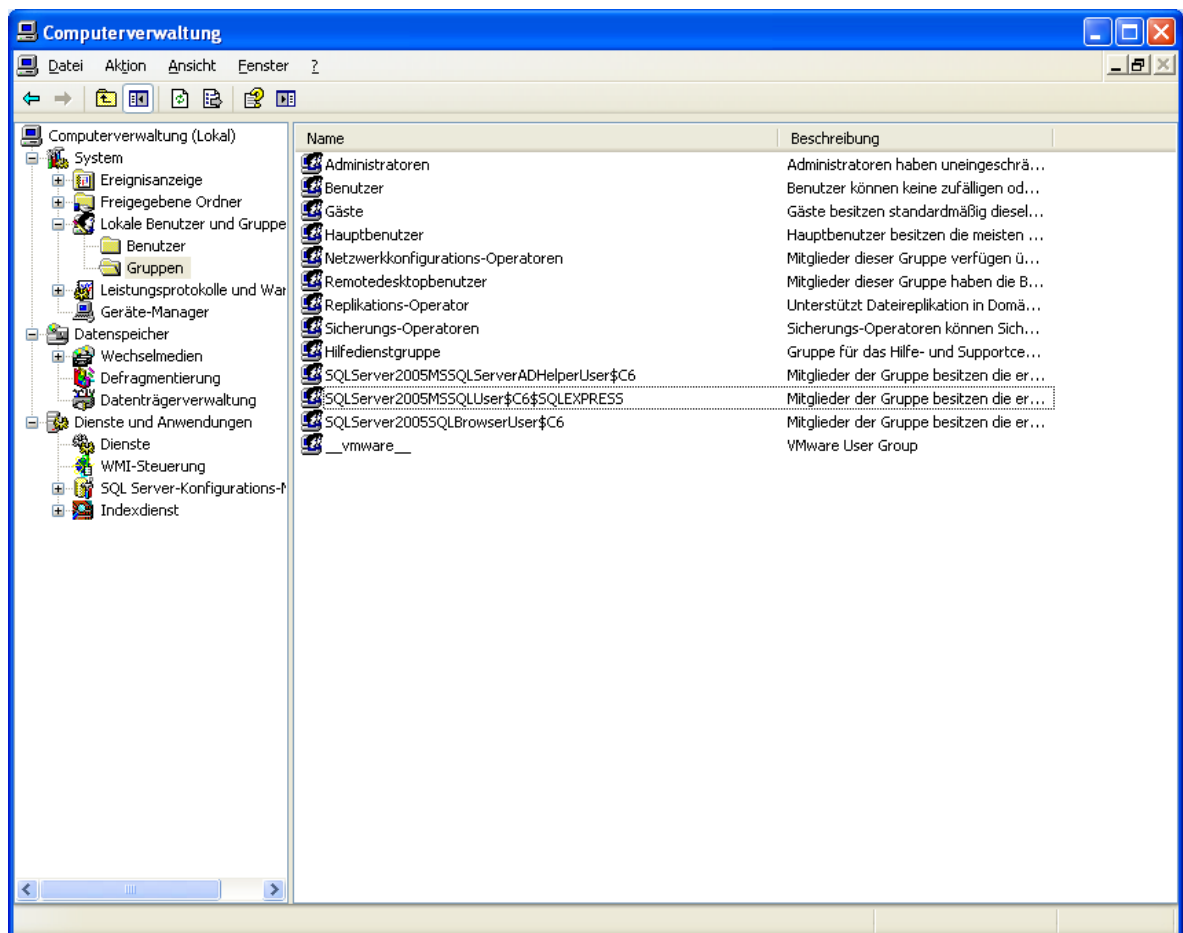 Computerverwaltung
Datei Aktion Ansicht Fenster ?
Computerverwaltung (Lokal)
System
Ereignisanzeige
Freigegebene Ordner
Lokale Benutzer und Gruppe
Benutzer
Gruppen
Leistungsprotokolle und War
Geräte-Manager
Datenspeicher
Wechselmedien
Defragmentierung
Datenträgerverwaltung
Dienste und Anwendungen
Dienste
WMI-Steuerung
SQL Server-Konfigurations-M
Indexdienst
Name Beschreibung
Administratoren Administratoren haben uneingeschrä...
Benutzer Benutzer können keine zufälligen od...
Gäste Gäste besitzen standardmäßig diesel...
Hauptbenutzer Hauptbenutzer besitzen die meisten ...
Netzwerkkonfigurations-Operatoren Mitglieder dieser Gruppe verfügen ü...
Remotedesktopbenutzer Mitglieder dieser Gruppe haben die B...
Replikations-Operator Unterstützt Dateireplikation in Domä...
Sicherungs-Operatoren Sicherungs-Operatoren können Sich...
Hilfedienstgruppe Gruppe für das Hilfe- und Supportce...
SQLServer2005MSSQLServerADHelperUser$C6 Mitglieder der Gruppe besitzen die er...
SQLServer2005MSSQLUser$C6$SQLEXPRESS Mitglieder der Gruppe besitzen die er...
SQLServer2005SQLBrowserUser$C6 Mitglieder der Gruppe besitzen die er...
__vmware__ VMware User Group